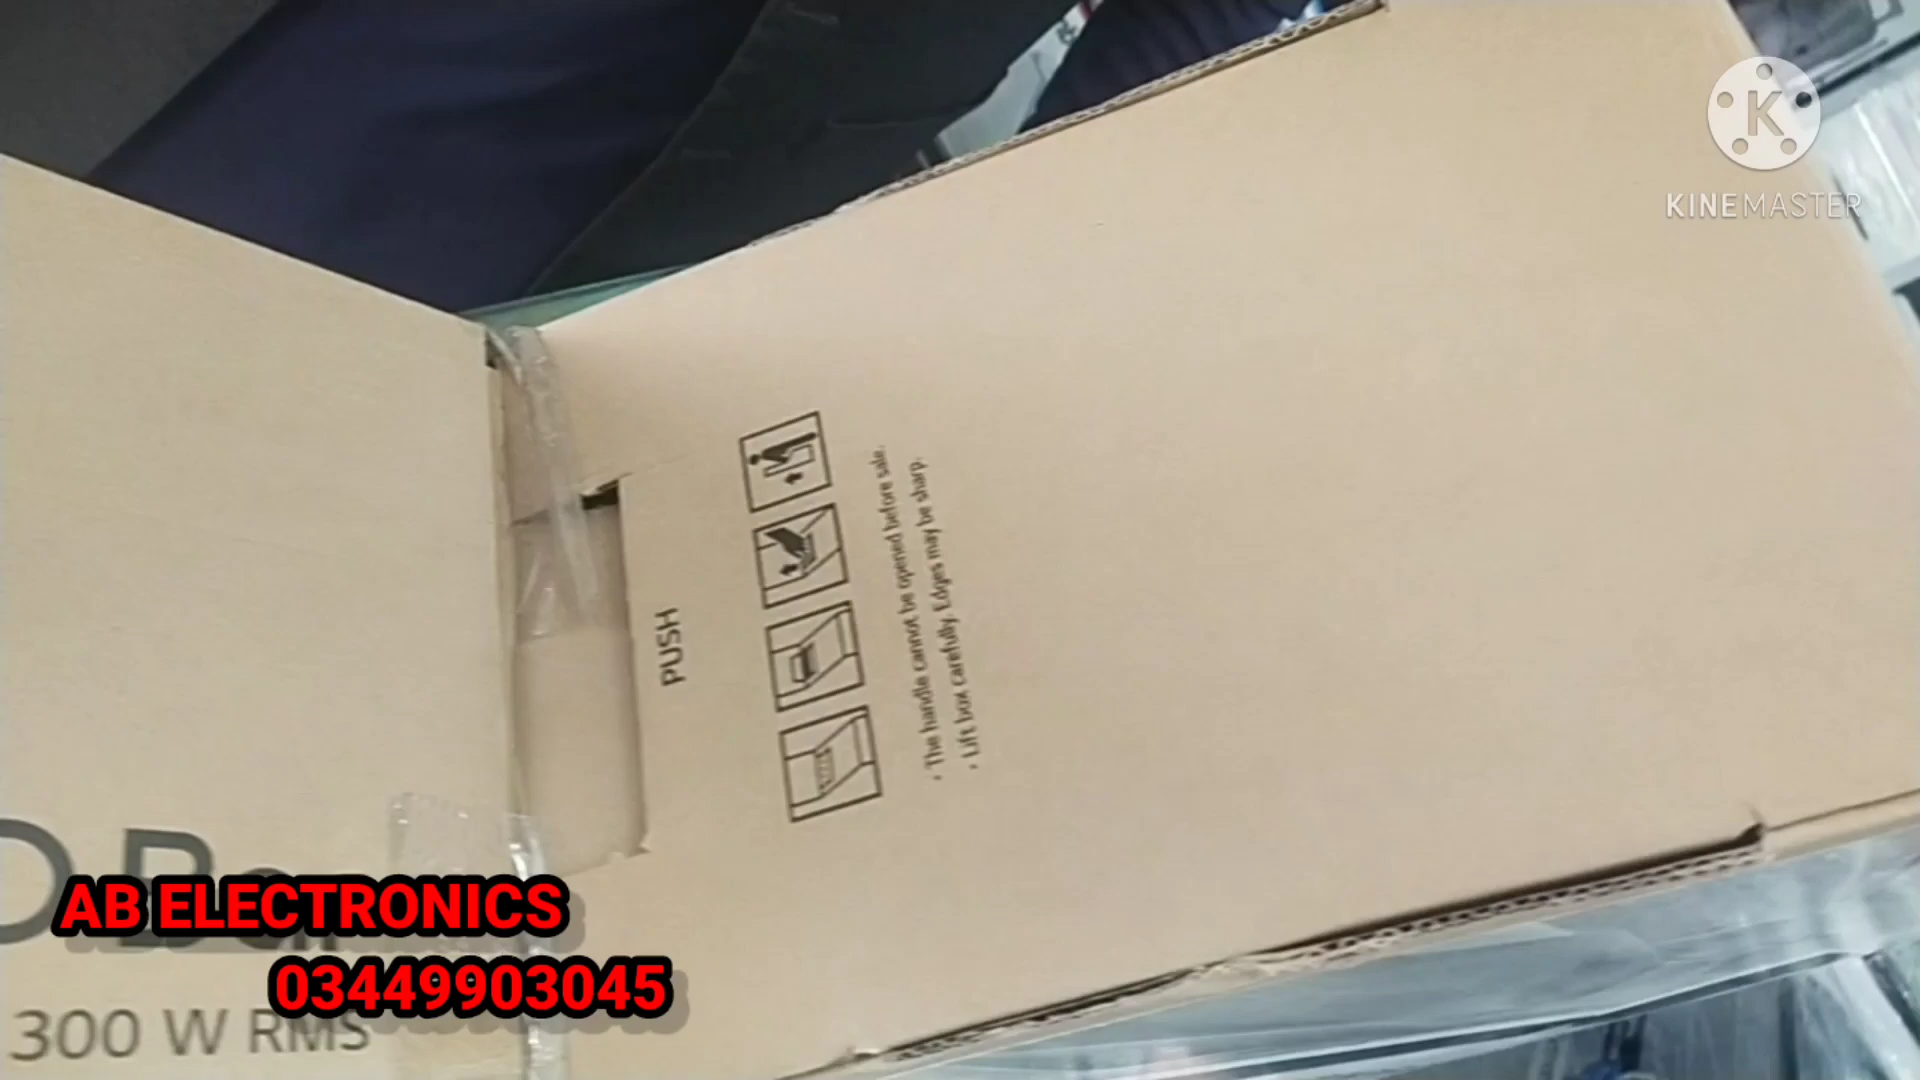 K
KINEMASTER
PUSH
• The handle cannot be opened before sale.
• Lift box carefully. Edges may be sharp.
300 W RMS
AB ELECTRONICS
03449903045